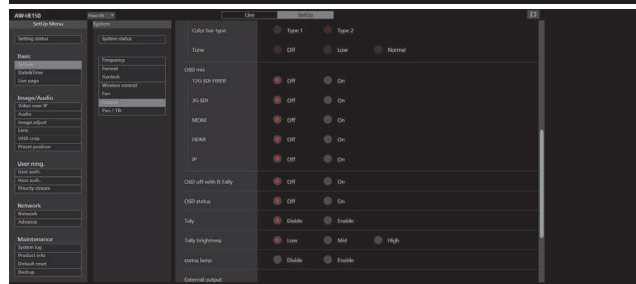 AW-UE150
Power ON
Live
SetUp
SetUp Menu
Setting status
Basic
System
Date&Time
Live page
Image/Audio
Video over IP
Audio
Image adjust
Lens
UHD crop
Preset position
User mng.
User auth.
Host auth.
Priority stream
Network
Network
Advance
Maintenance
System log
Product info
Default reset
Backup
System
System status
Frequency
Format
Genlock
Wireless control
Fan
Output
Pan / Tilt
Color bar type Type 1 Type 2
Tone Off Low Normal
OSD mix
12G SDI FIBER Off On
3G SDI Off On
MONI Off On
HDMI Off On
IP Off On
OSD off with R-Tally Off On
OSD status Off On
Taly Diable Enable
Tally brightness Low Mid High
status lamp Diable Enable
External output